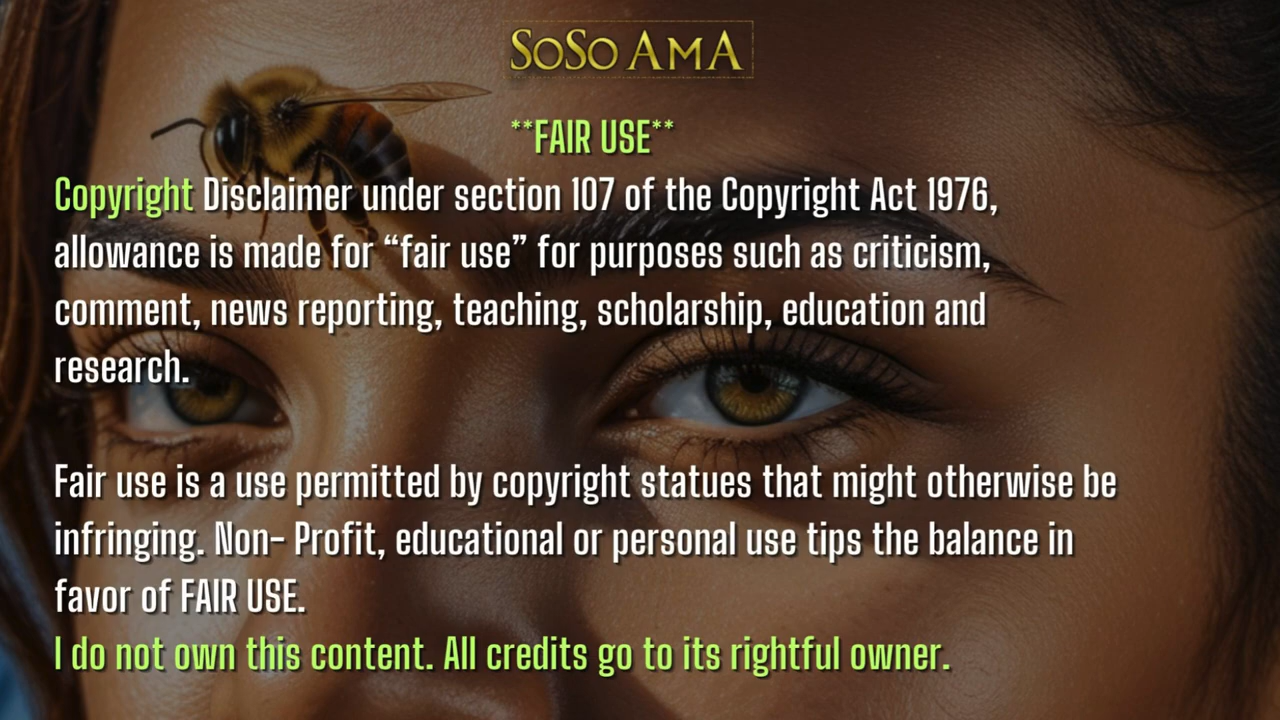 SoSo AmA
**FAIR USE**
Copyright Disclaimer under section 107 of the Copyright Act 1976,
allowance is made for “fair use” for purposes such as criticism,
comment, news reporting, teaching, scholarship, education and
research.
Fair use is a use permitted by copyright statues that might otherwise be
infringing. Non- Profit, educational or personal use tips the balance in
favor of FAIR USE.
I do not own this content. All credits go to its rightful owner.